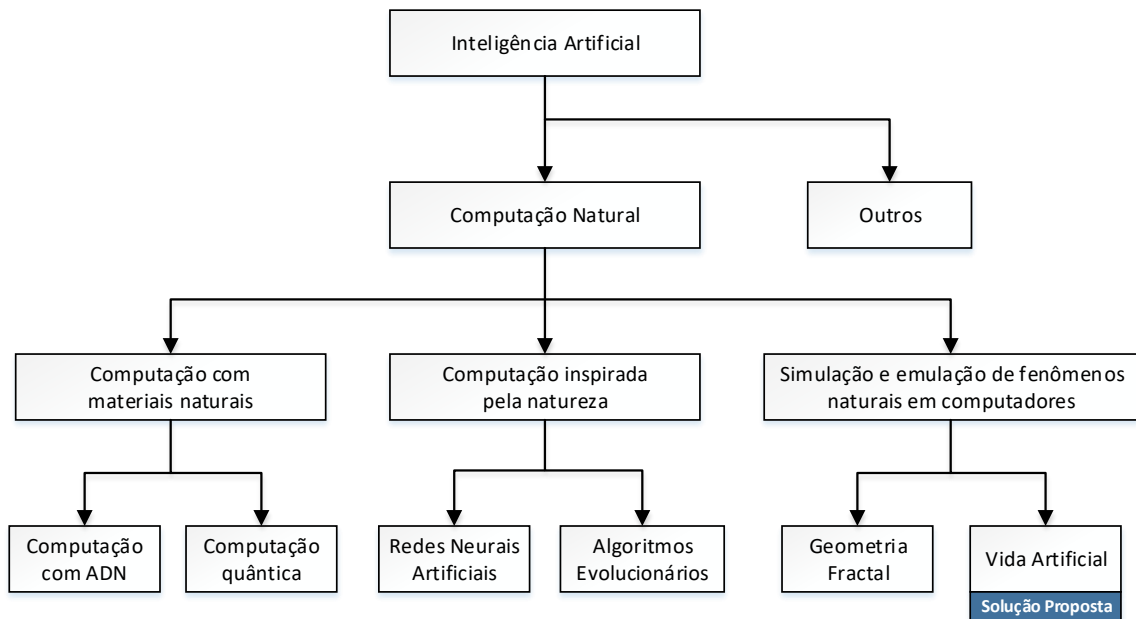 Inteligência Artificial
Computação Natural
Outros
Computação com
materiais naturais
Computação inspirada
pela natureza
Simulação e emulação de fenômenos
naturais em computadores
Computação
com ADN
Computação
quântica
Redes Neurais
Artificiais
Algoritmos
Evolucionários
Geometria
Fractal
Vida Artificial
Solução Proposta